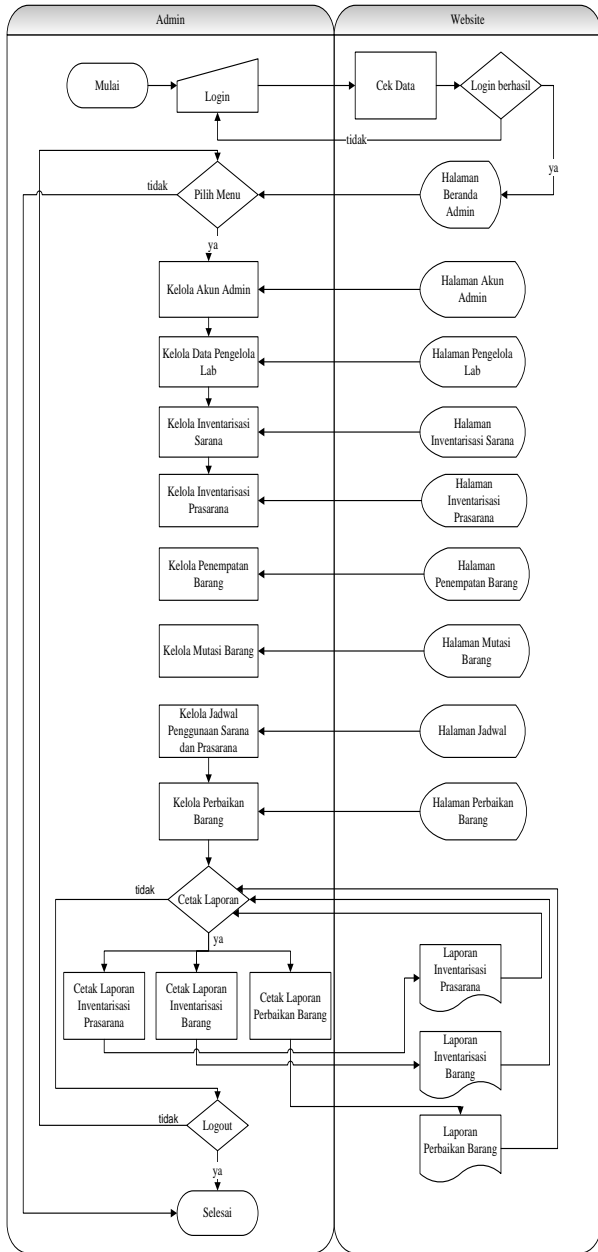 Admin
Website
Mulai
Login
Cek Data
Login berhasil
tidak
ya
tidak
Pilih Menu
Halaman
Beranda
Admin
ya
Kelola Akun Admin
Halaman Akun
Admin
Kelola Data Pengelola
Lab
Halaman Pengelola
Lab
Kelola Inventarisasi
Sarana
Halaman
Inventarisasi Sarana
Kelola Inventarisasi
Prasarana
Halaman
Inventarisasi
Prasarana
Kelola Penempatan
Barang
Halaman
Penempatan Barang
Kelola Mutasi Barang
Halaman Mutasi
Barang
Kelola Jadwal
Penggunaan Sarana
dan Prasarana
Halaman Jadwal
Kelola Perbaikan
Barang
Halaman Perbaikan
Barang
tidak
Cetak Laporan
ya
Cetak Laporan
Inventarisasi
Prasarana
Cetak Laporan
Inventarisasi
Barang
Cetak Laporan
Perbaikan Barang
Laporan
Inventarisasi
Prasarana
Laporan
Inventarisasi
Barang
tidak
Logout
Laporan
Perbaikan Barang
ya
Selesai